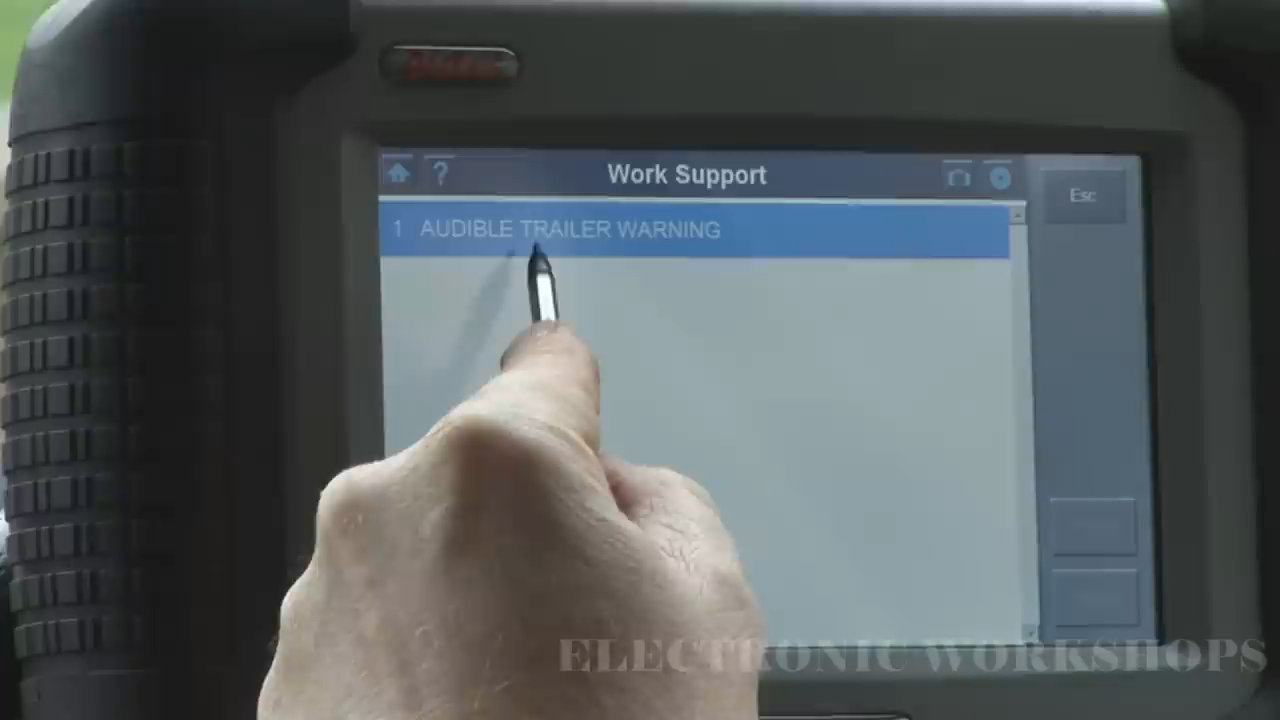 Work Support
Esc
1 AUDIBLE TRAILER WARNING
ELECTRONIC WORKSHOPS